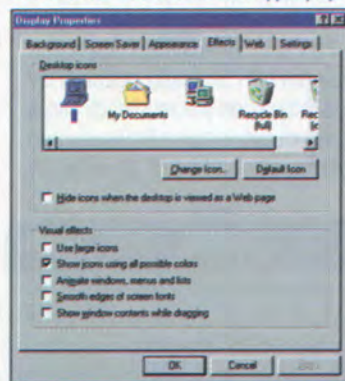 Display Properties
Background Screen Saver Appearance Effects Web Settings
Desktop icons
My Documents
Recycle Bin
(full)
Change Icon... Default Icon
Hide icons when the desktop is viewed as a Web page
Visual effects
Use large icons
Show icons using all possible colors
Animate windows, menus and lists
Smooth edges of screen fonts
Show window contents while dragging
OK Cancel